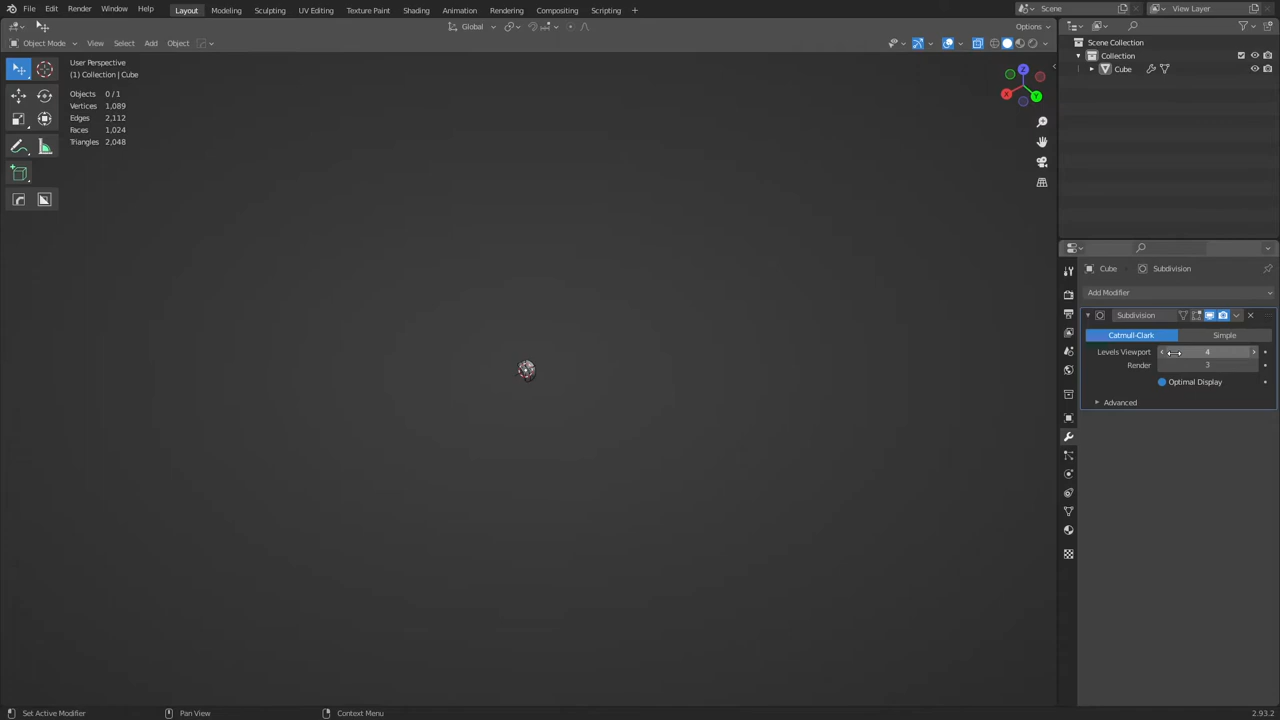 File Edit Render Window Help Layout Modeling Sculpting UV Editing Texture Paint Shading Animation Rendering Compositing Scripting + Scene View Layer
Global Options
Object Mode View Select Add Object
User Perspective
(1) Collection | Cube
Objects 0 / 1
Vertices 1,089
Edges 2,112
Faces 1,024
Triangles 2,048
Z
X
Y
Scene Collection
Collection
Cube
Cube Subdivision
Add Modifier
Subdivision
Catmull-Clark Simple
Levels Viewport 4
Render 3
Optimal Display
Advanced
Set Active Modifier Pan View Context Menu 2.93.2